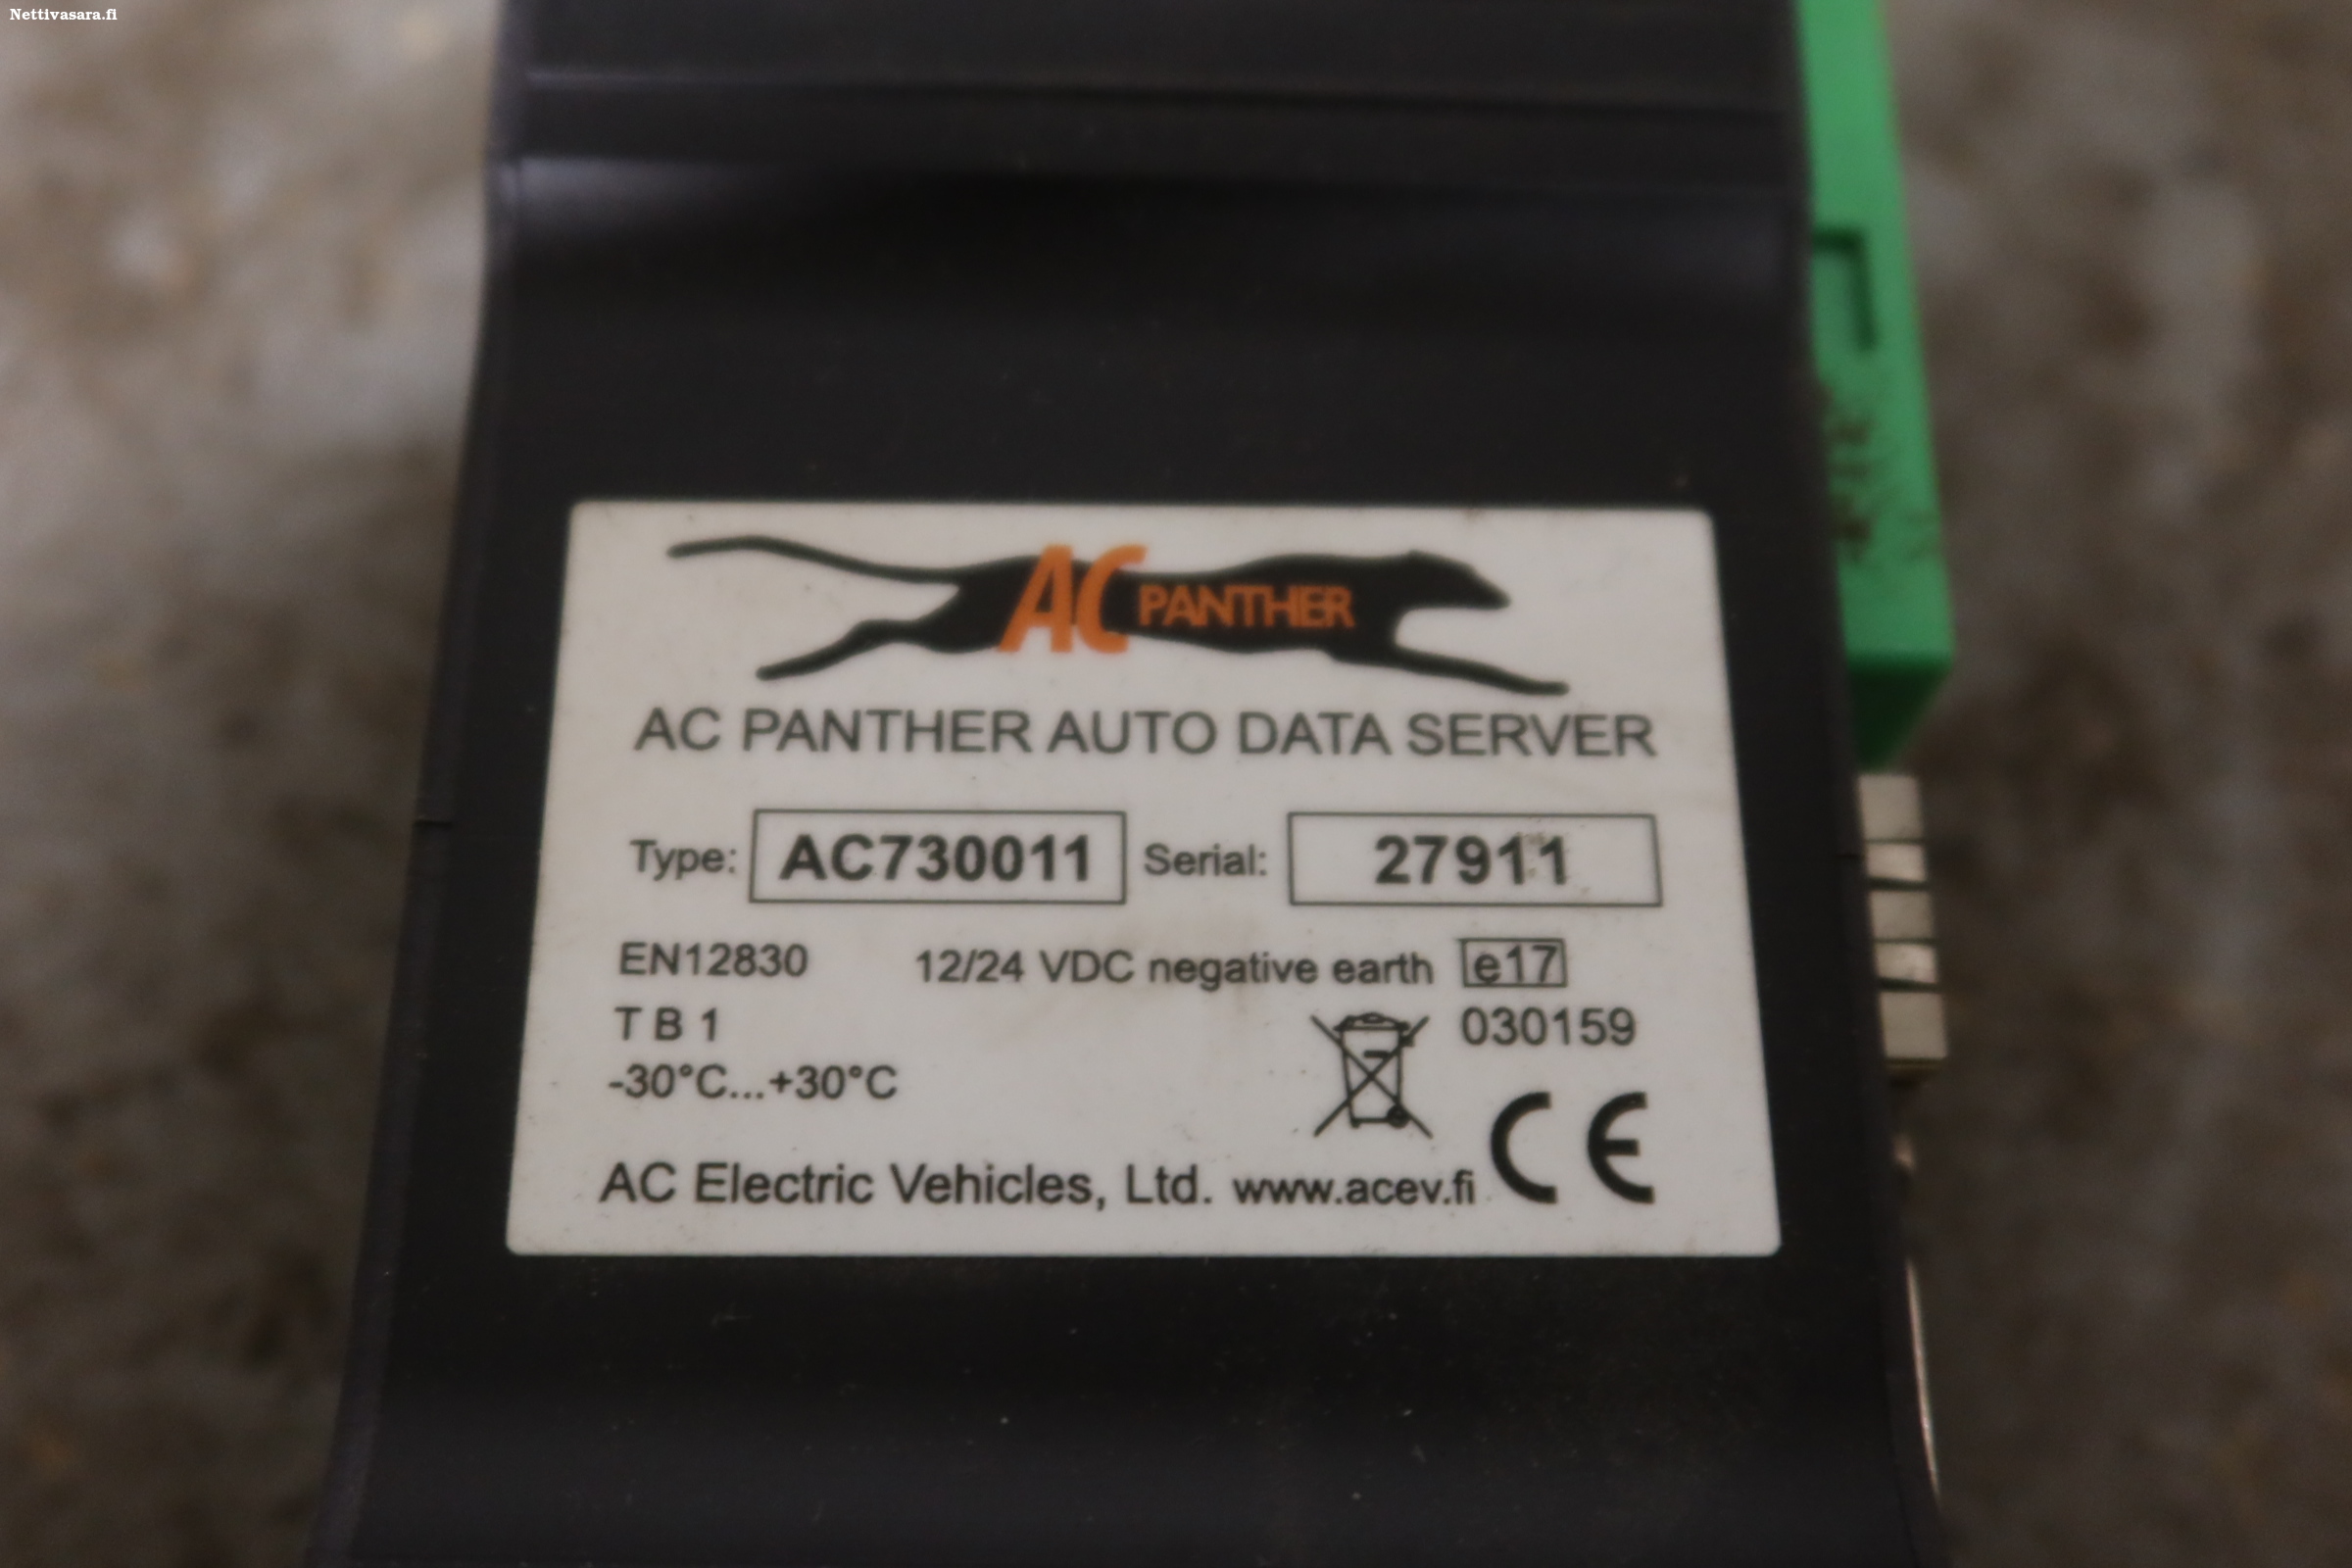 Nettivasara.fi
AC PANTHER
AC PANTHER AUTO DATA SERVER
Type: AC730011 Serial: 27911
EN12830 12/24 VDC negative earth e17
T B 1 030159
-30°C...+30°C
CE
AC Electric Vehicles, Ltd. www.acev.fi